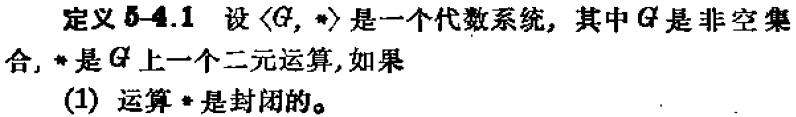 定义 5-4.1 设〈G, *〉是一个代数系统, 其中 G 是非空集
合, * 是 G 上一个二元运算, 如果
(1) 运算 * 是封闭的。